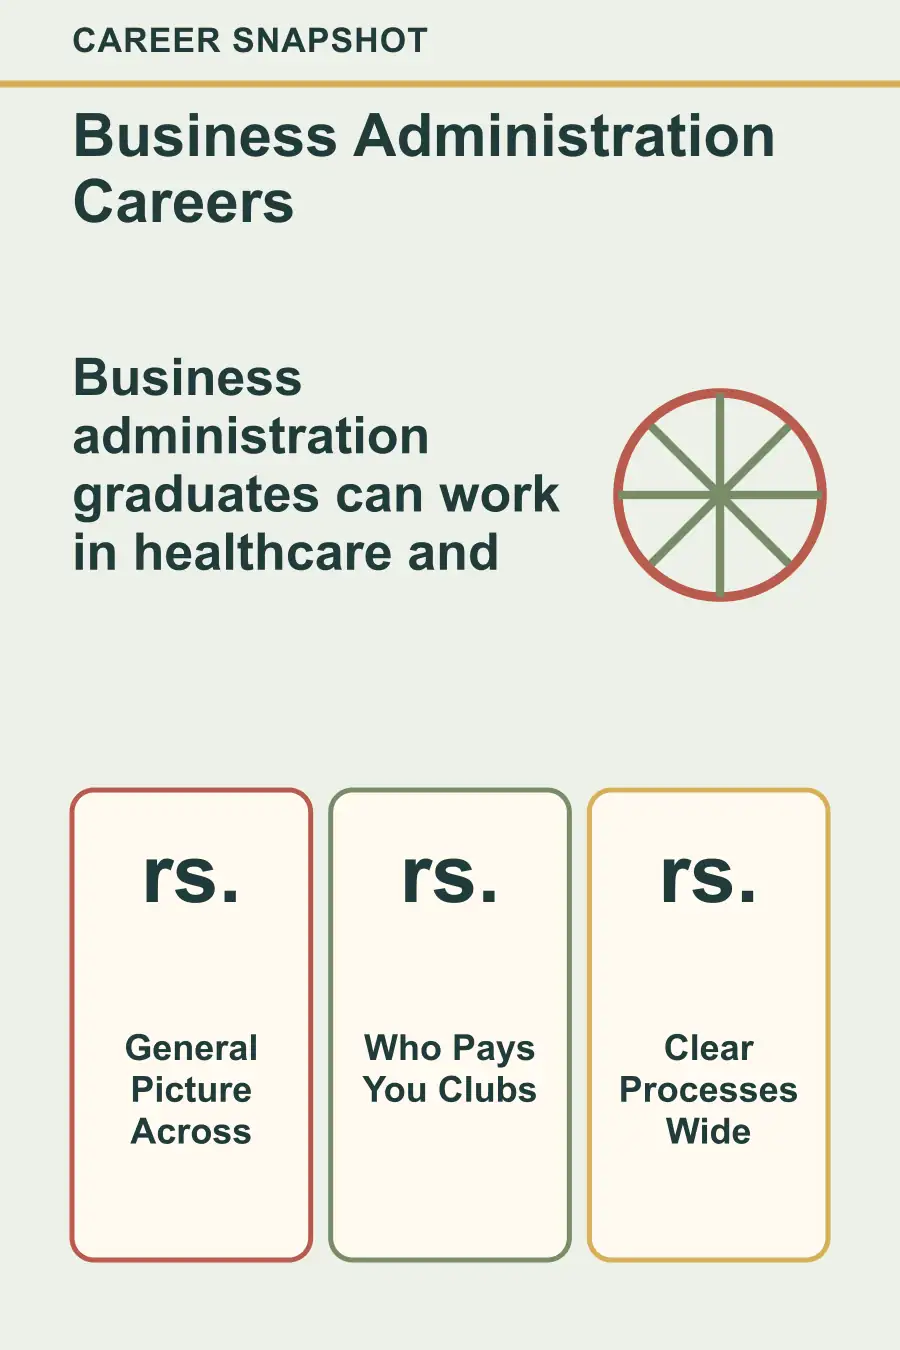 CAREER SNAPSHOT
Business Administration
Careers
Business
administration
graduates can work
in healthcare and
rs.
General
Picture
Across
rs.
Who Pays
You Clubs
rs.
Clear
Processes
Wide